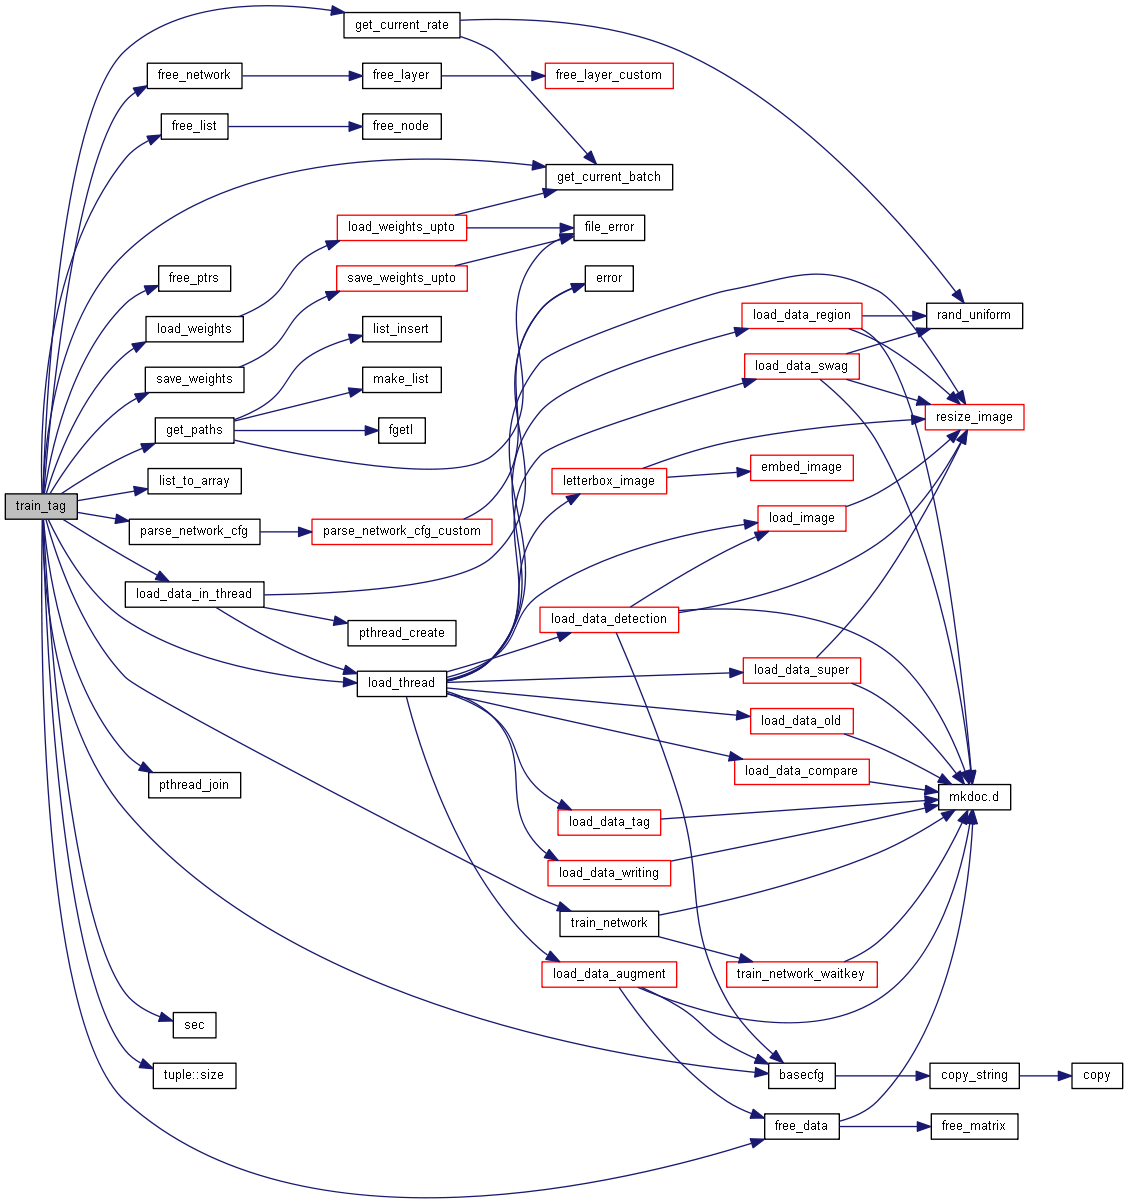 get_current_rate
free_network
free_layer
free_layer_custom
free_list
free_node
get_current_batch
load_weights_upto
file_error
free_ptrs
save_weights_upto
error
load_weights
list_insert
load_data_region
rand_uniform
save_weights
make_list
load_data_swag
get_paths
fgetl
resize_image
list_to_array
letterbox_image
embed_image
train_tag
parse_network_cfg
parse_network_cfg_custom
load_image
load_data_in_thread
pthread_create
load_data_detection
load_thread
load_data_super
load_data_old
pthread_join
load_data_compare
mkdoc.d
load_data_tag
load_data_writing
train_network
load_data_augment
train_network_waitkey
sec
tuple::size
basecfg
copy_string
copy
free_data
free_matrix